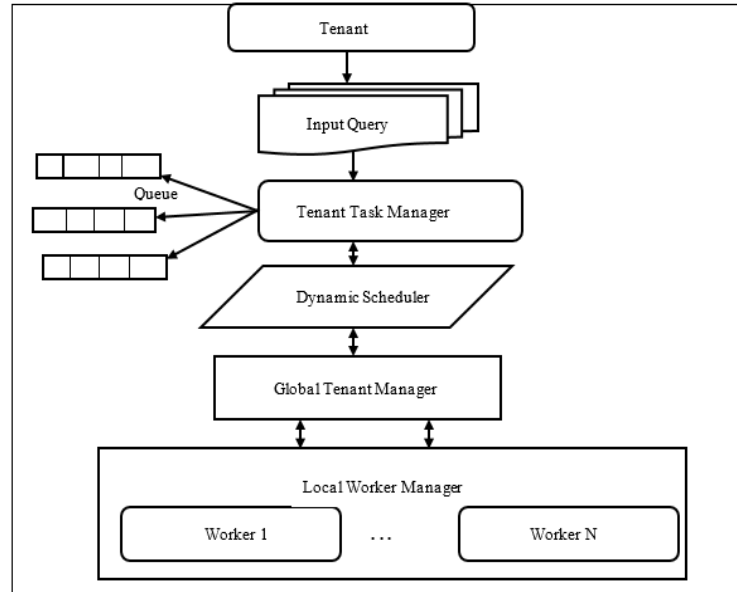 Tenant
Input Query
Queue
Tenant Task Manager
Dynamic Scheduler
Global Tenant Manager
Local Worker Manager
Worker 1 ... Worker N